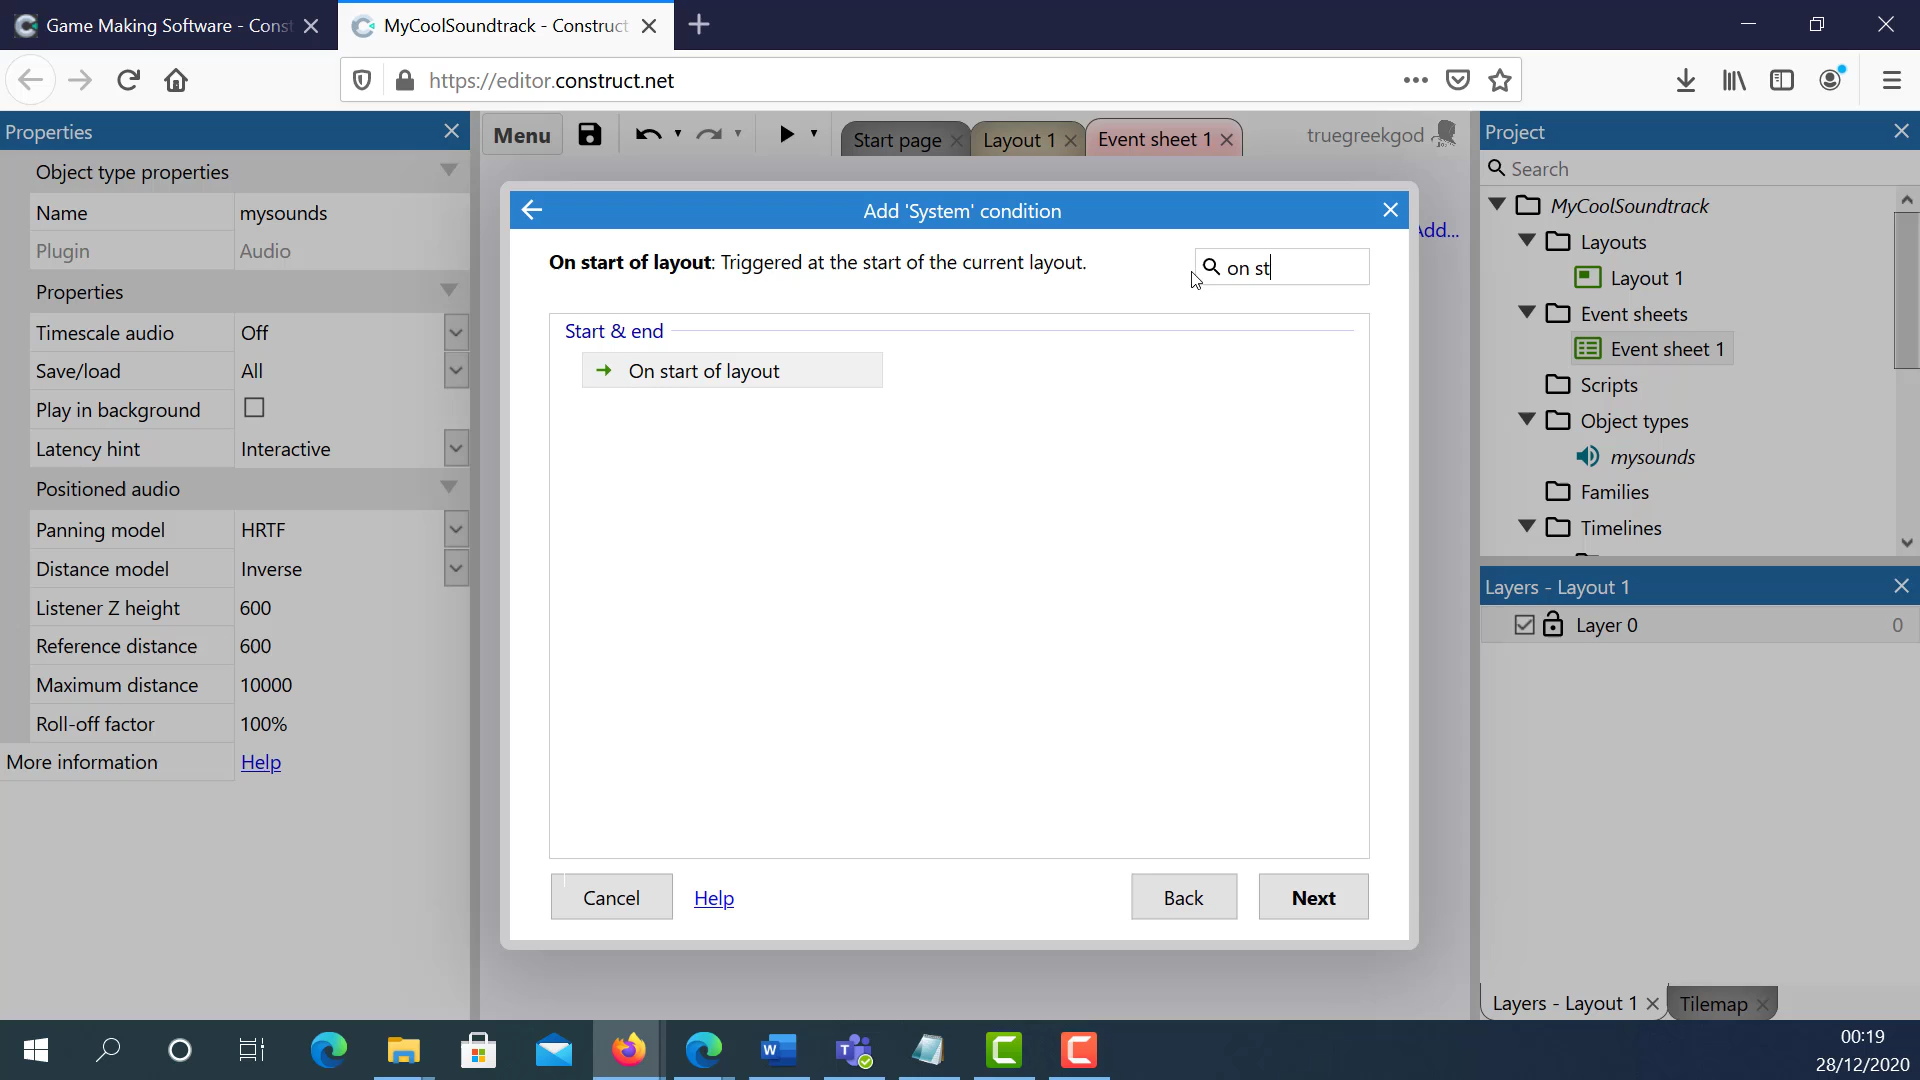 Game Making Software - Const
MyCoolSoundtrack - Construct
https://editor.construct.net
Properties
Menu
Start page
Layout 1
Event sheet 1
truegreekgod
Project
Object type properties
Name
mysounds
Plugin
Audio
Properties
Timescale audio
Off
Save/load
All
Play in background
Latency hint
Interactive
Positioned audio
Panning model
HRTF
Distance model
Inverse
Listener Z height
600
Reference distance
600
Maximum distance
10000
Roll-off factor
100%
More information
Help
Add 'System' condition
On start of layout: Triggered at the start of the current layout.
on st
Start & end
On start of layout
Cancel
Help
Back
Next
Add...
Search
MyCoolSoundtrack
Layouts
Layout 1
Event sheets
Event sheet 1
Scripts
Object types
mysounds
Families
Timelines
Layers - Layout 1
Layer 0
0
Layers - Layout 1
Tilemap
00:19
28/12/2020